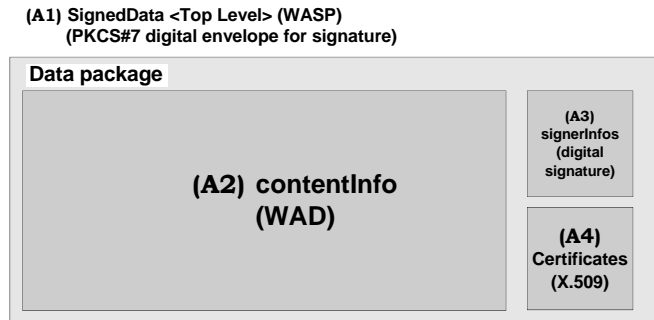 (A1) SignedData <Top Level> (WASP)
(PKCS#7 digital envelope for signature)
Data package
(A2) contentInfo
(WAD)
(A3)
signerInfos
(digital
signature)
(A4)
Certificates
(X.509)